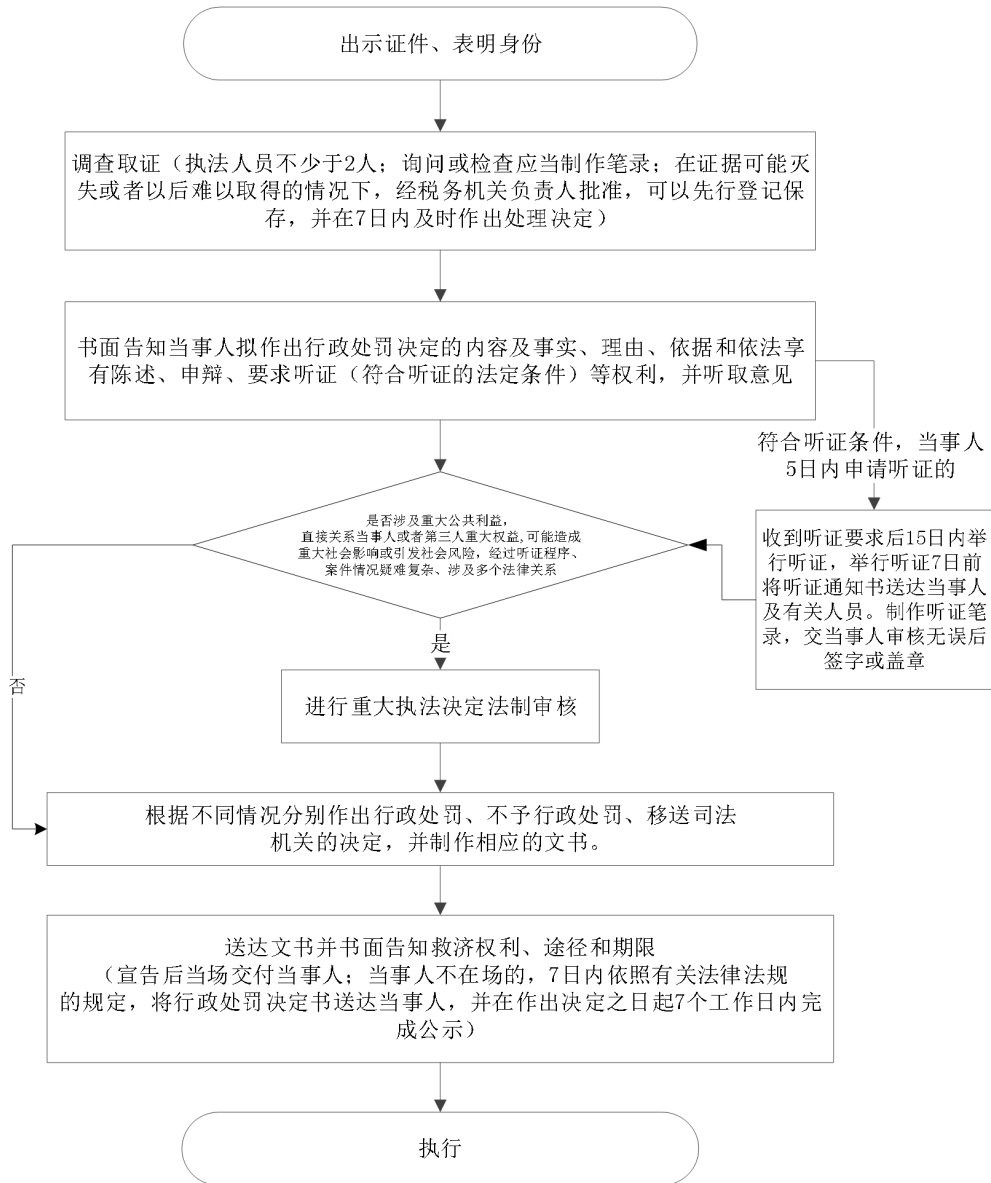 出示证件、表明身份
调查取证（执法人员不少于2人；询问或检查应当制作笔录；在证据可能灭
失或者以后难以取得的情况下，经税务机关负责人批准，可以先行登记保
存，并在7日内及时作出处理决定）
书面告知当事人拟作出行政处罚决定的内容及事实、理由、依据和依法享
有陈述、申辩、要求听证（符合听证的法定条件）等权利，并听取意见
符合听证条件，当事人
5日内申请听证的
收到听证要求后15日内举
行听证，举行听证7日前
将听证通知书送达当事人
及有关人员。制作听证笔
录，交当事人审核无误后
签字或盖章
是否涉及重大公共利益，
直接关系当事人或者第三人重大权益,可能造成
重大社会影响或引发社会风险，经过听证程序、
案件情况疑难复杂、涉及多个法律关系
是
否
进行重大执法决定法制审核
根据不同情况分别作出行政处罚、不予行政处罚、移送司法
机关的决定，并制作相应的文书。
送达文书并书面告知救济权利、途径和期限
（宣告后当场交付当事人；当事人不在场的，7日内依照有关法律法规
的规定，将行政处罚决定书送达当事人，并在作出决定之日起7个工作日内完
成公示）
执行